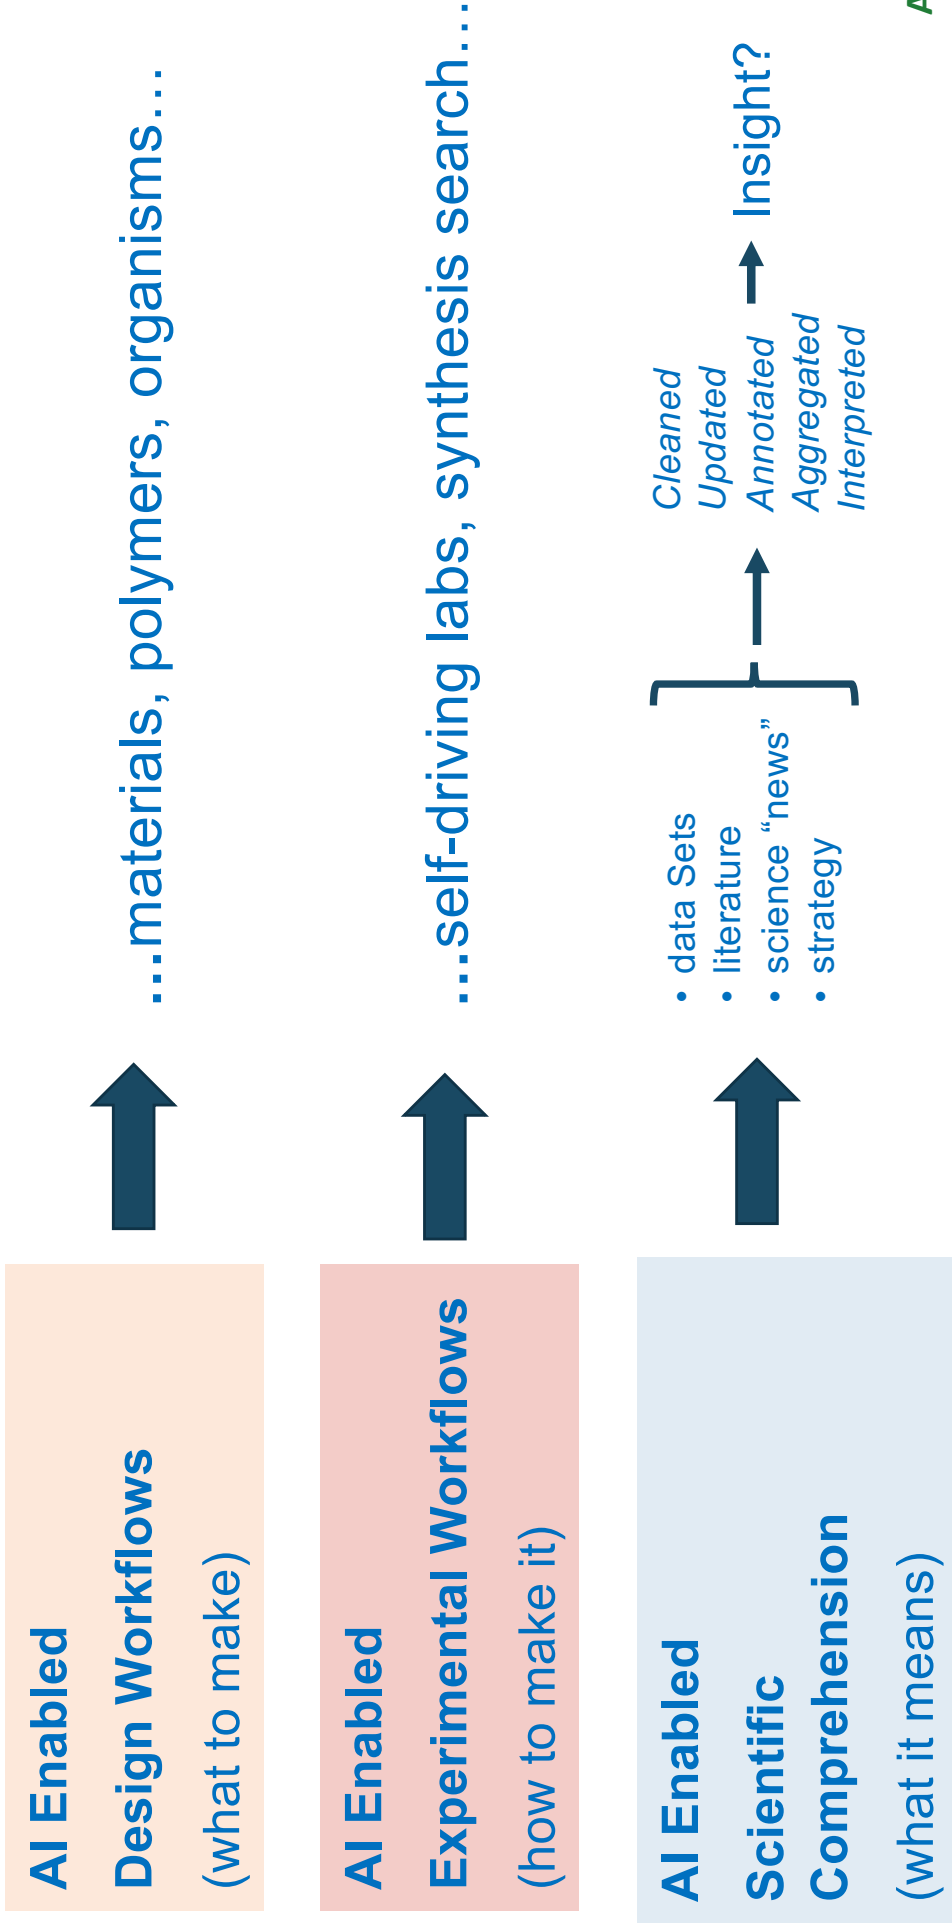 AI Enabled
Design Workflows
(what to make)
...materials, polymers, organisms...
AI Enabled
Experimental Workflows
(how to make it)
...self-driving labs, synthesis search...
AI Enabled
Scientific
Comprehension
(what it means)
• data Sets
• literature
• science “news”
• strategy
Cleaned
Updated
Annotated
Aggregated
Interpreted
Insight?